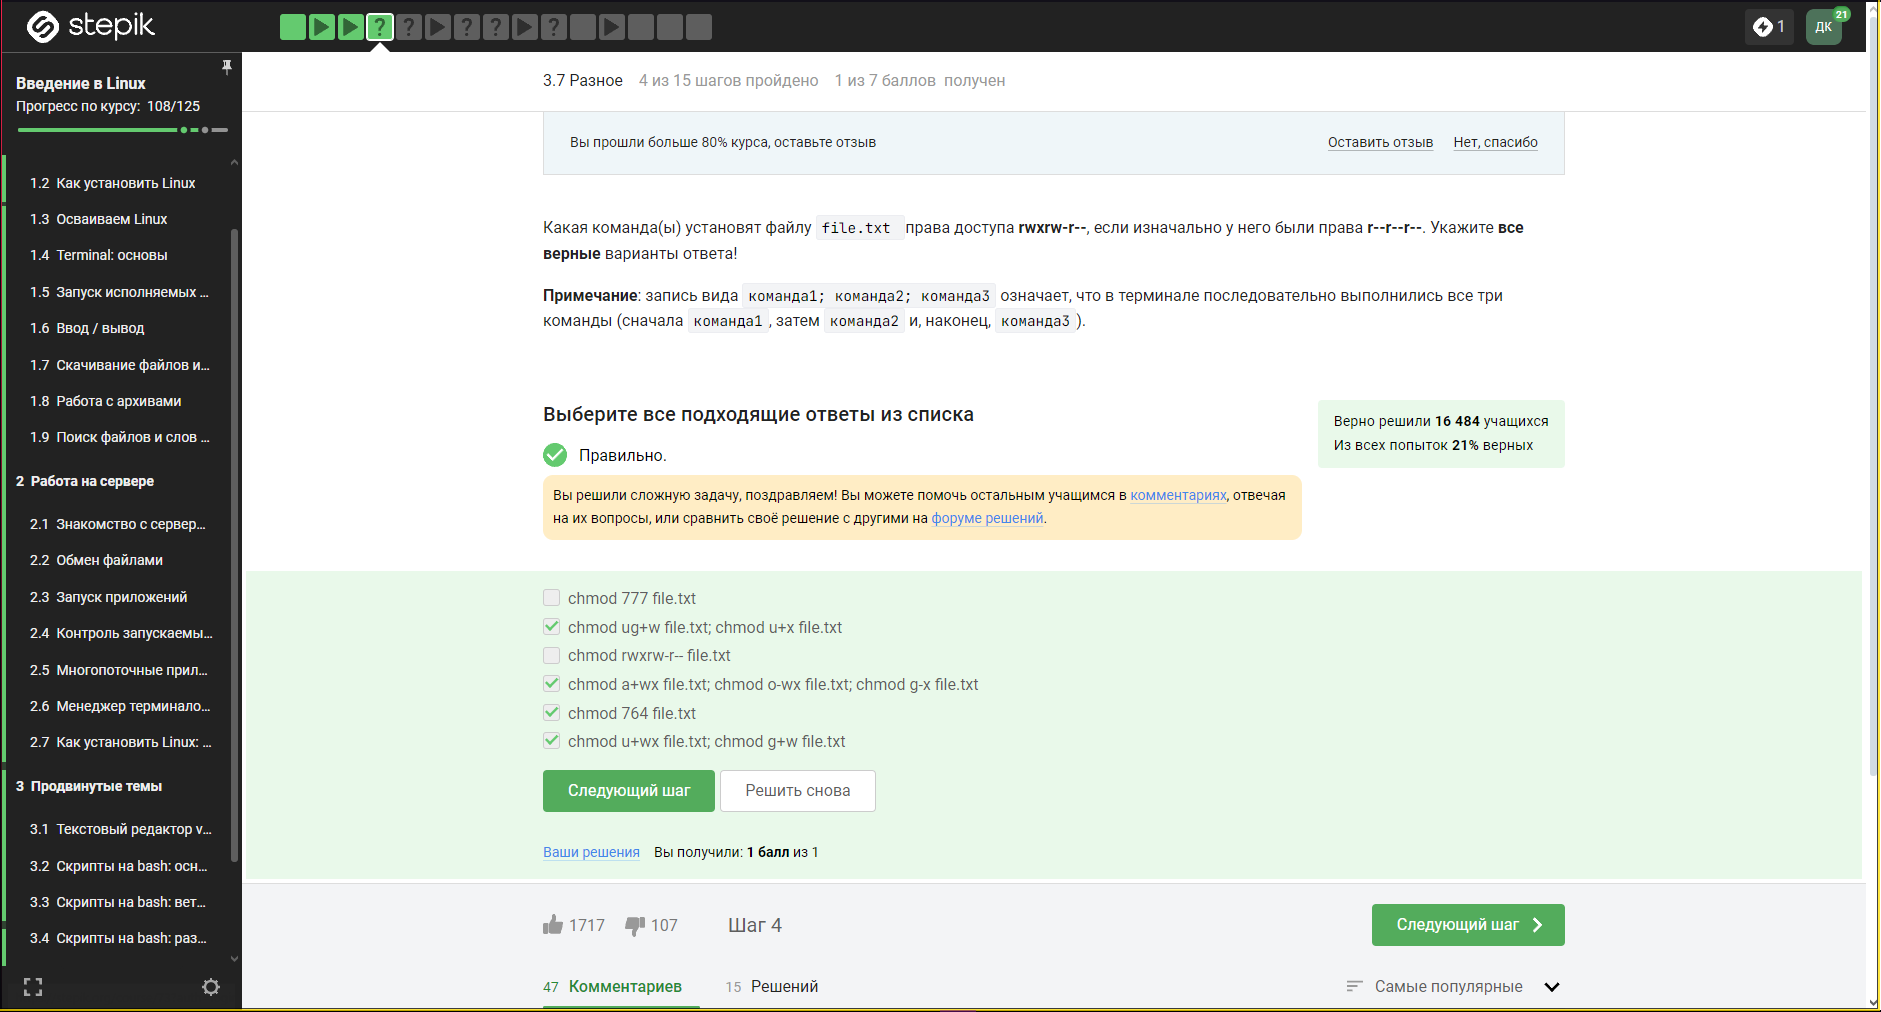 stepik
? ? ? ? ?
1
ДК
21
Введение в Linux
Прогресс по курсу: 108/125
1.2 Как установить Linux
1.3 Осваиваем Linux
1.4 Terminal: основы
1.5 Запуск исполняемых ...
1.6 Ввод / вывод
1.7 Скачивание файлов и...
1.8 Работа с архивами
1.9 Поиск файлов и слов ...
2 Работа на сервере
2.1 Знакомство с сервер...
2.2 Обмен файлами
2.3 Запуск приложений
2.4 Контроль запускаемы...
2.5 Многопоточные прил...
2.6 Менеджер терминало...
2.7 Как установить Linux: ...
3 Продвинутые темы
3.1 Текстовый редактор v...
3.2 Скрипты на bash: осн...
3.3 Скрипты на bash: вет...
3.4 Скрипты на bash: раз...
3.7 Разное 4 из 15 шагов пройдено 1 из 7 баллов получен
Вы прошли больше 80% курса, оставьте отзыв Оставить отзыв Нет, спасибо
Какая команда(ы) установят файлу file.txt права доступа rwxrw-r--, если изначально у него были права r--r--r--. Укажите все
верные варианты ответа!
Примечание: запись вида команда1; команда2; команда3 означает, что в терминале последовательно выполнились все три
команды (сначала команда1, затем команда2 и, наконец, команда3 ).
Выберите все подходящие ответы из списка
Правильно.
Верно решили 16 484 учащихся
Из всех попыток 21% верных
Вы решили сложную задачу, поздравляем! Вы можете помочь остальным учащимся в комментариях, отвечая
на их вопросы, или сравнить своё решение с другими на форуме решений.
chmod 777 file.txt
chmod ug+w file.txt; chmod u+x file.txt
chmod rwxrw-r-- file.txt
chmod a+wx file.txt; chmod o-wx file.txt; chmod g-x file.txt
chmod 764 file.txt
chmod u+wx file.txt; chmod g+w file.txt
Следующий шаг Решить снова
Ваши решения Вы получили: 1 балл из 1
1717 107 Шаг 4 Следующий шаг
47 Комментариев 15 Решений Самые популярные